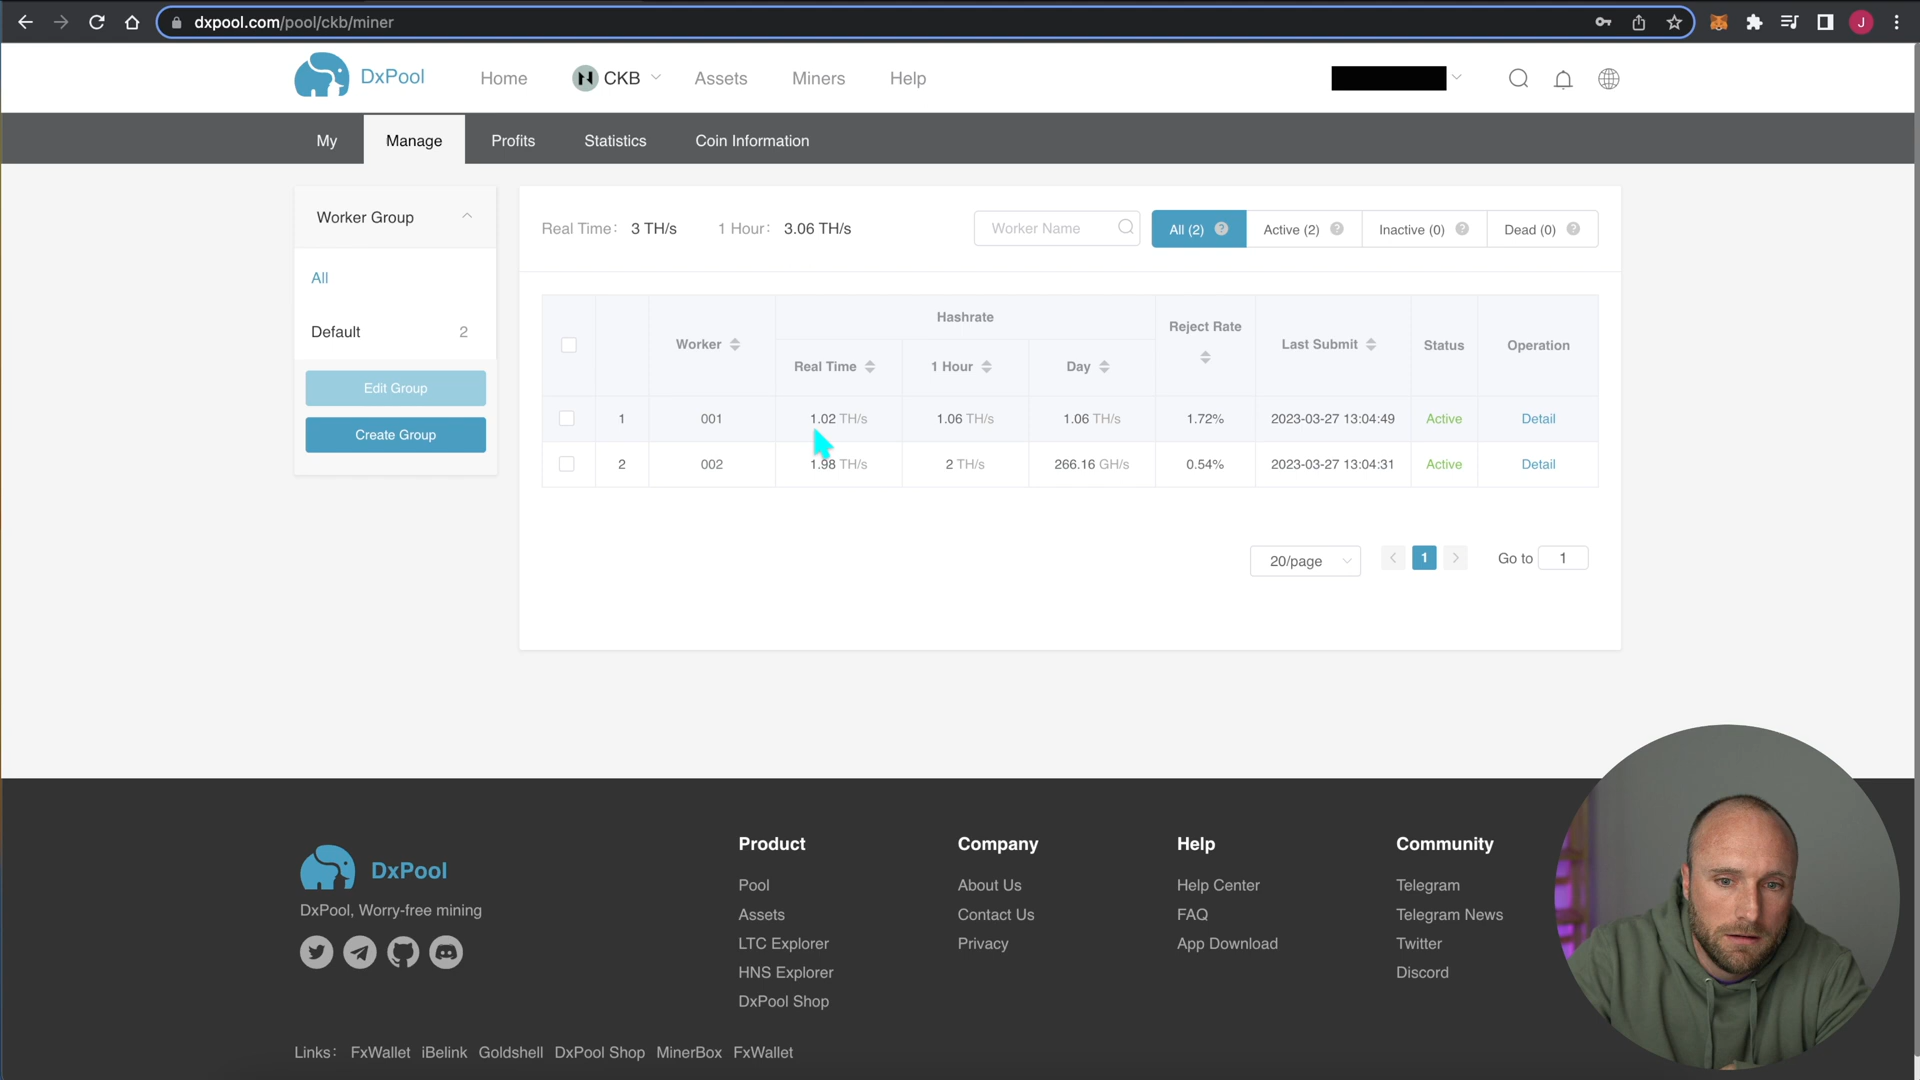 dxpool.com/pool/ckb/miner
J
DxPool Home CKB Assets Miners Help
My Manage Profits Statistics Coin Information
Worker Group
All
Default 2
Edit Group
Create Group
Real Time: 3 TH/s 1 Hour: 3.06 TH/s Worker Name All (2) ? Active (2) ? Inactive (0) ? Dead (0) ?
Worker Hashrate Reject Rate Last Submit Status Operation
Real Time 1 Hour Day
1 001 1.02 TH/s 1.06 TH/s 1.06 TH/s 1.72% 2023-03-27 13:04:49 Active Detail
2 002 1.98 TH/s 2 TH/s 266.16 GH/s 0.54% 2023-03-27 13:04:31 Active Detail
20/page 1 Go to 1
DxPool
DxPool, Worry-free mining
Product
Pool
Assets
LTC Explorer
HNS Explorer
DxPool Shop
Company
About Us
Contact Us
Privacy
Help
Help Center
FAQ
App Download
Community
Telegram
Telegram News
Twitter
Discord
Links: FxWallet iBelink Goldshell DxPool Shop MinerBox FxWallet